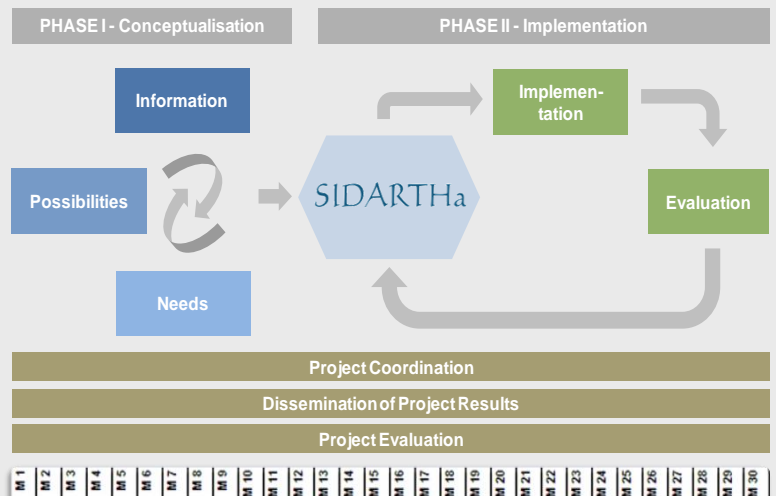 PHASE I - Conceptualisation
PHASE II - Implementation
Information
Implemen-
tation
Possibilities
SIDARTHa
Evaluation
Needs
Project Coordination
Dissemination of Project Results
Project Evaluation
M 1
M 2
M 3
M 4
M 5
M 6
M 7
M 8
M 9
M 10
M 11
M 12
M 13
M 14
M 15
M 16
M 17
M 18
M 19
M 20
M 21
M 22
M 23
M 24
M 25
M 26
M 27
M 28
M 29
M 30